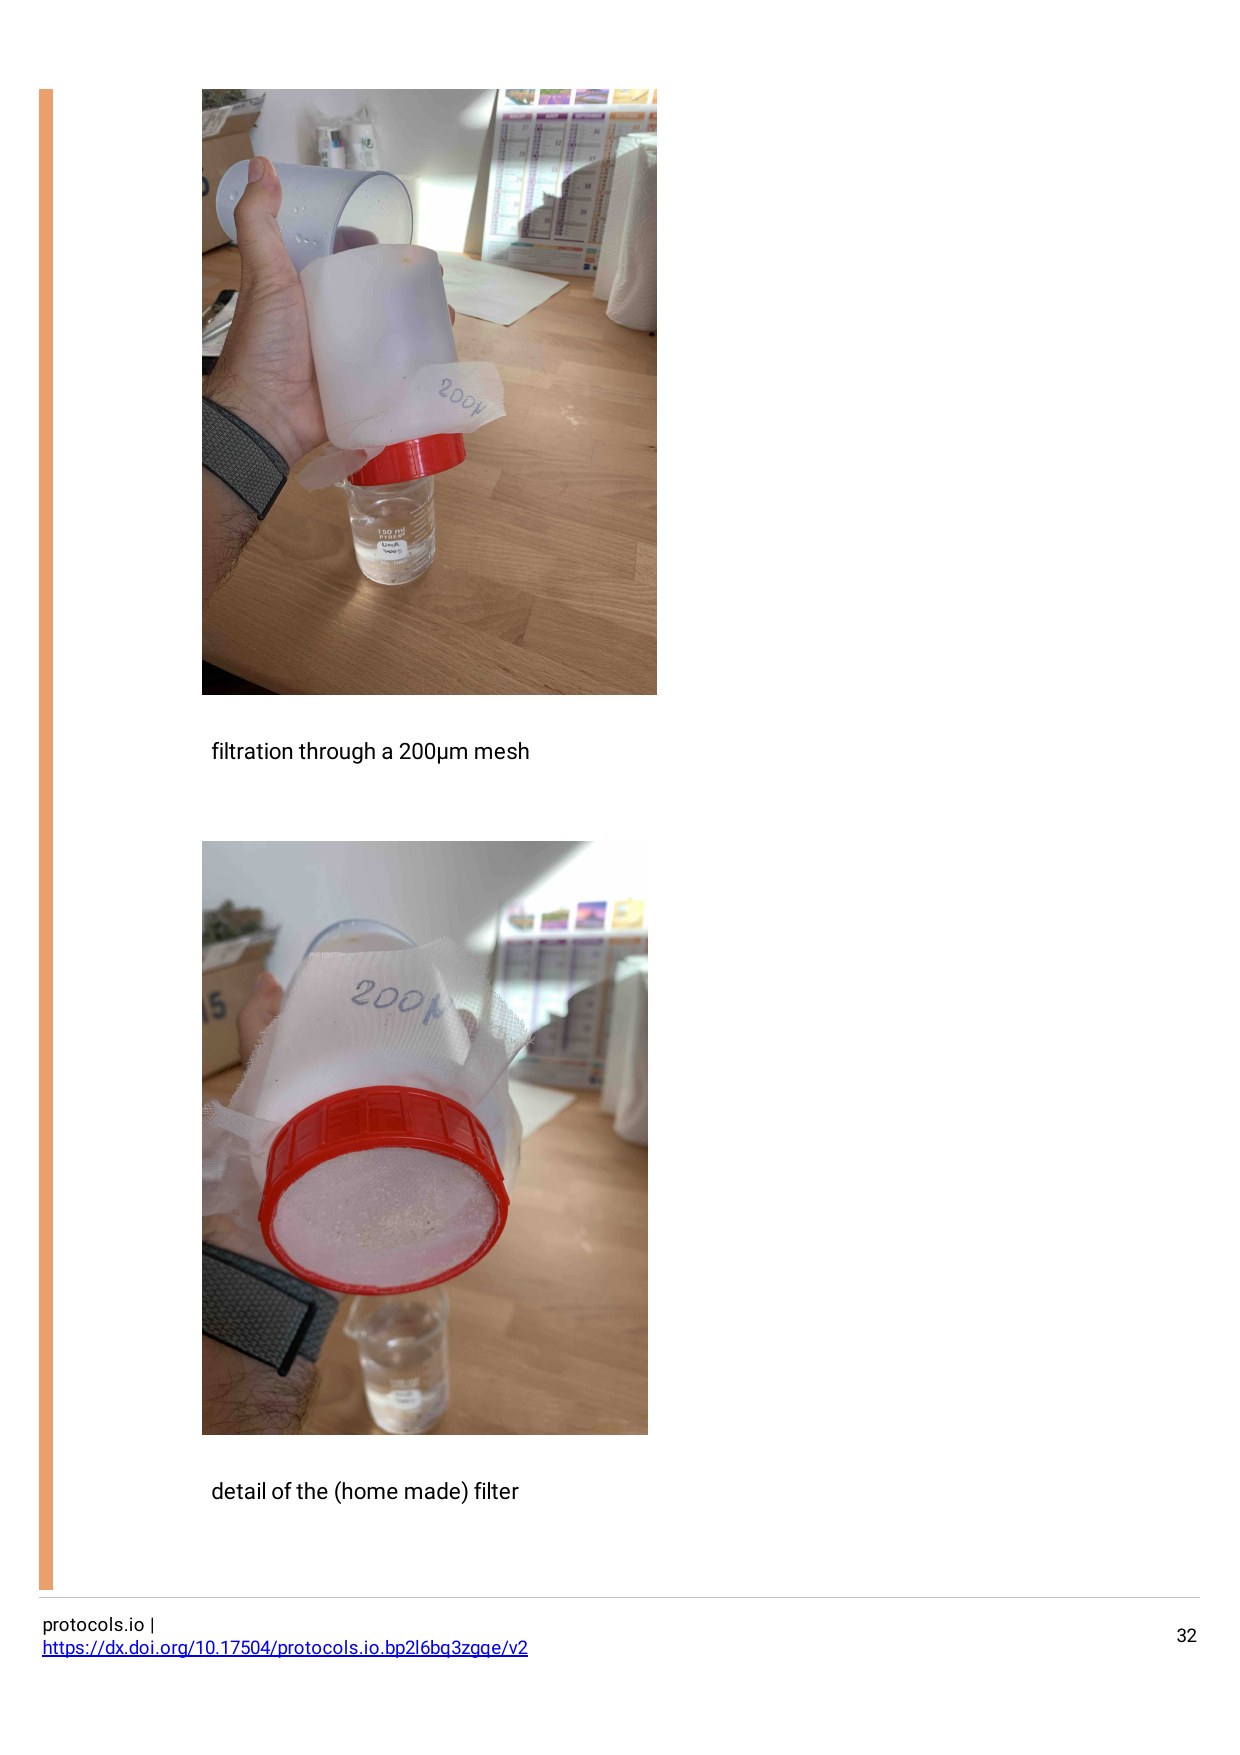 200µ
150 ml
PYREX
filtration through a 200µm mesh
15
200µ
detail of the (home made) filter
protocols.io |
https://dx.doi.org/10.17504/protocols.io.bp2l6bq3zgqe/v2
32